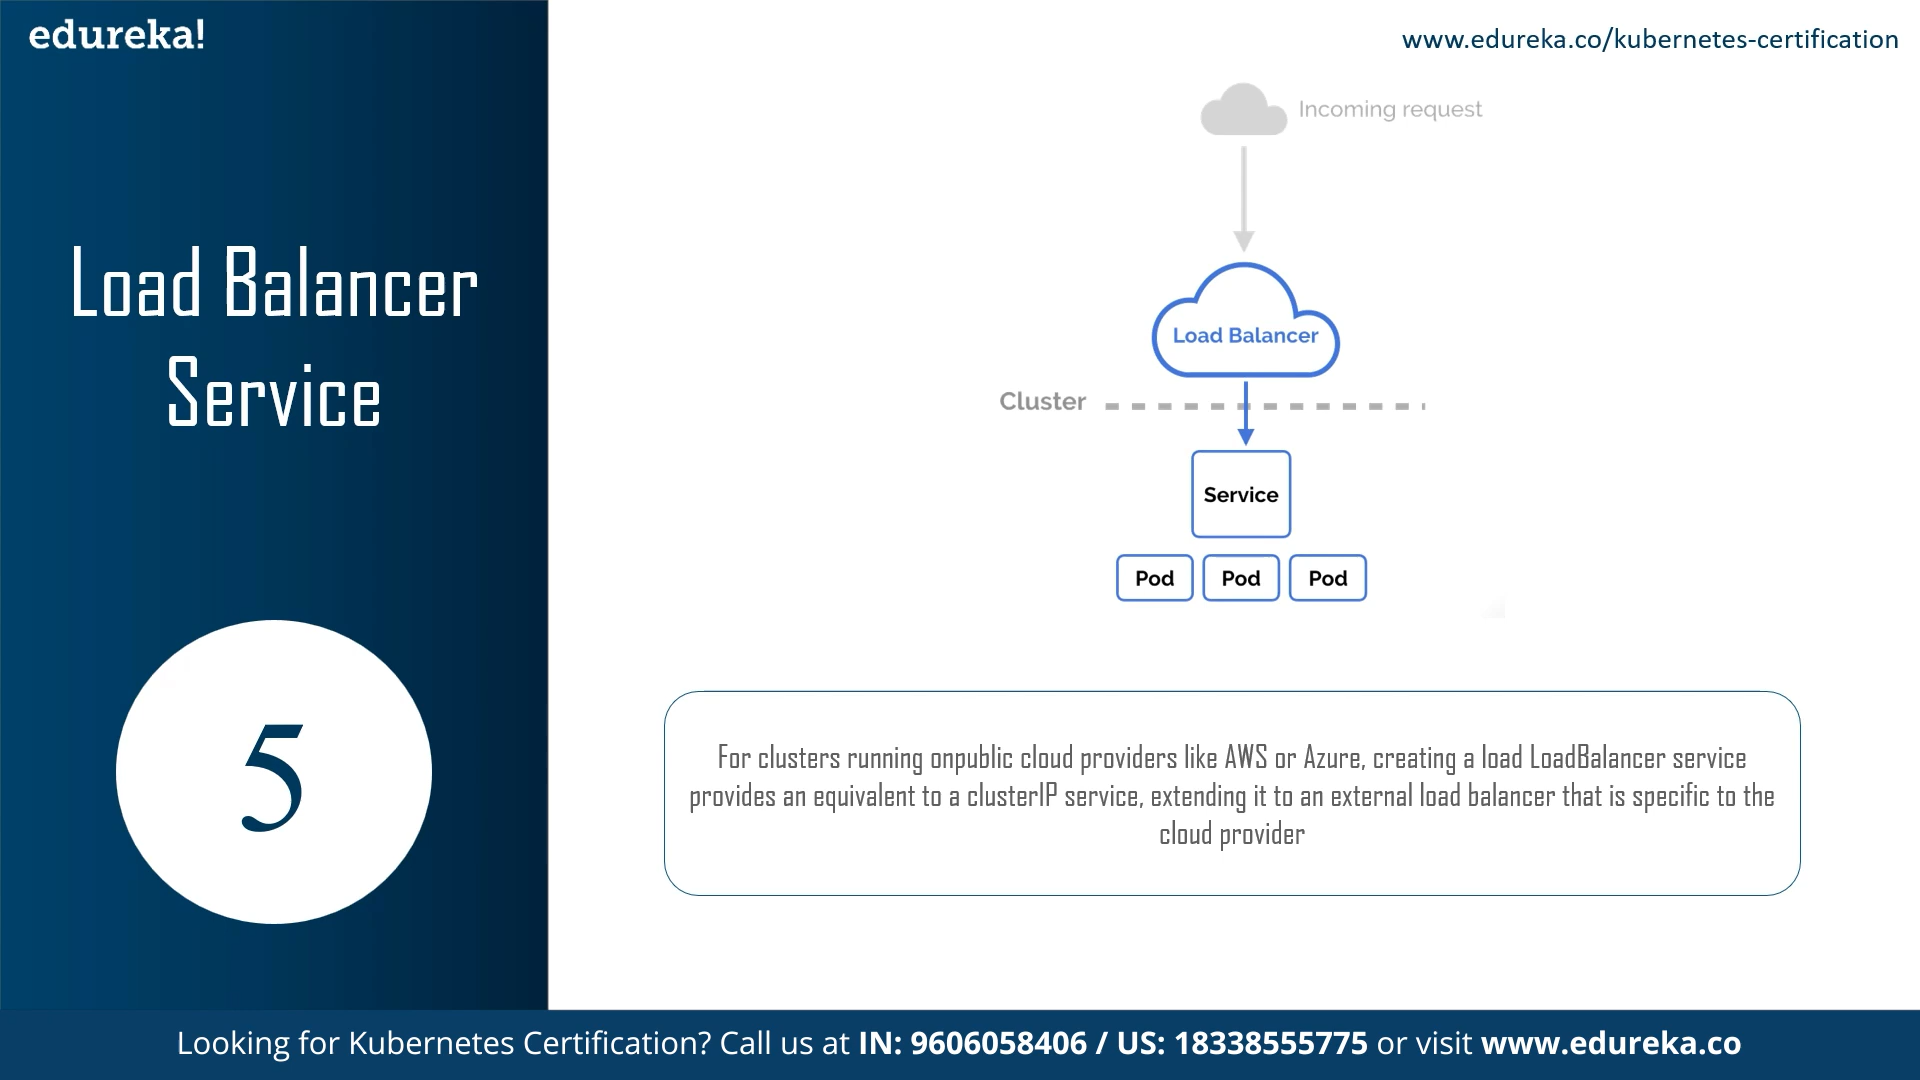 edureka!
www.edureka.co/kubernetes-certification
Load Balancer
Service
5
Incoming request
Load Balancer
Cluster
Service
Pod Pod Pod
For clusters running onpublic cloud providers like AWS or Azure, creating a load LoadBalancer service
provides an equivalent to a clusterIP service, extending it to an external load balancer that is specific to the
cloud provider
Looking for Kubernetes Certification? Call us at IN: 9606058406 / US: 18338555775 or visit www.edureka.co